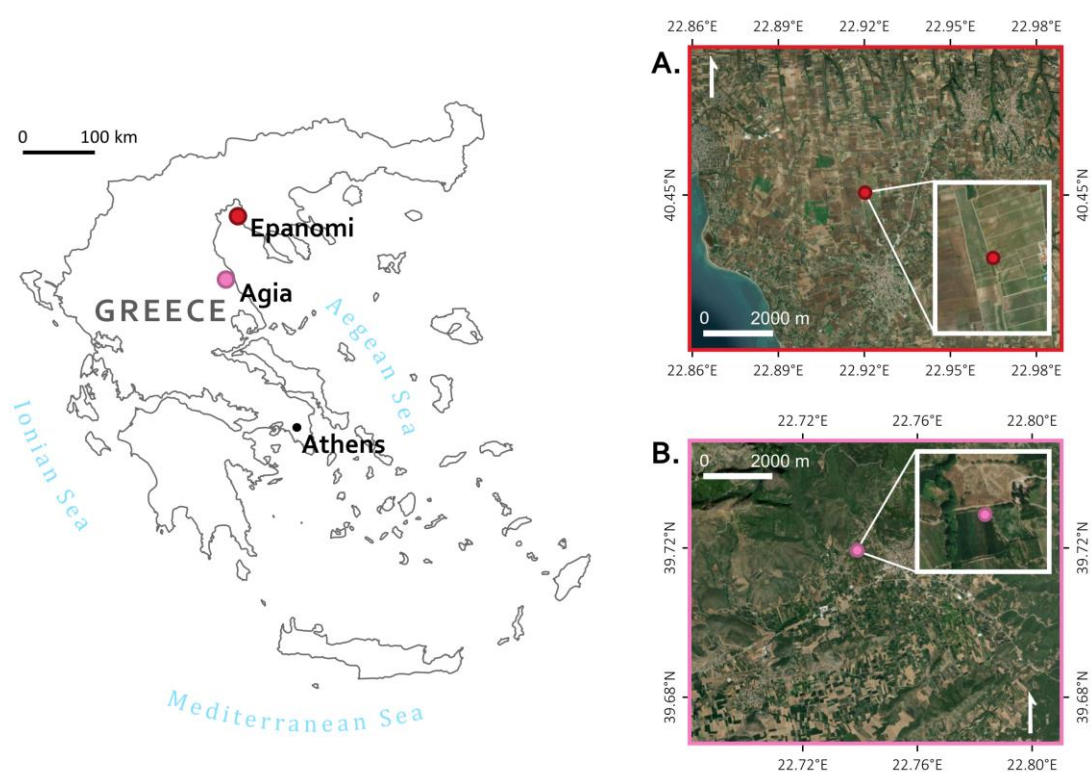 0 100 km
Epanomi
Agia
GREECE
Aegean Sea
Ionian Sea
Athens
Mediterranean Sea
A.
22.86°E 22.89°E 22.92°E 22.95°E 22.98°E
40.45°N 40.45°N
0 2000 m
22.86°E 22.89°E 22.92°E 22.95°E 22.98°E
B.
22.72°E 22.76°E 22.80°E
0 2000 m
39.72°N 39.72°N
39.68°N 39.68°N
22.72°E 22.76°E 22.80°E